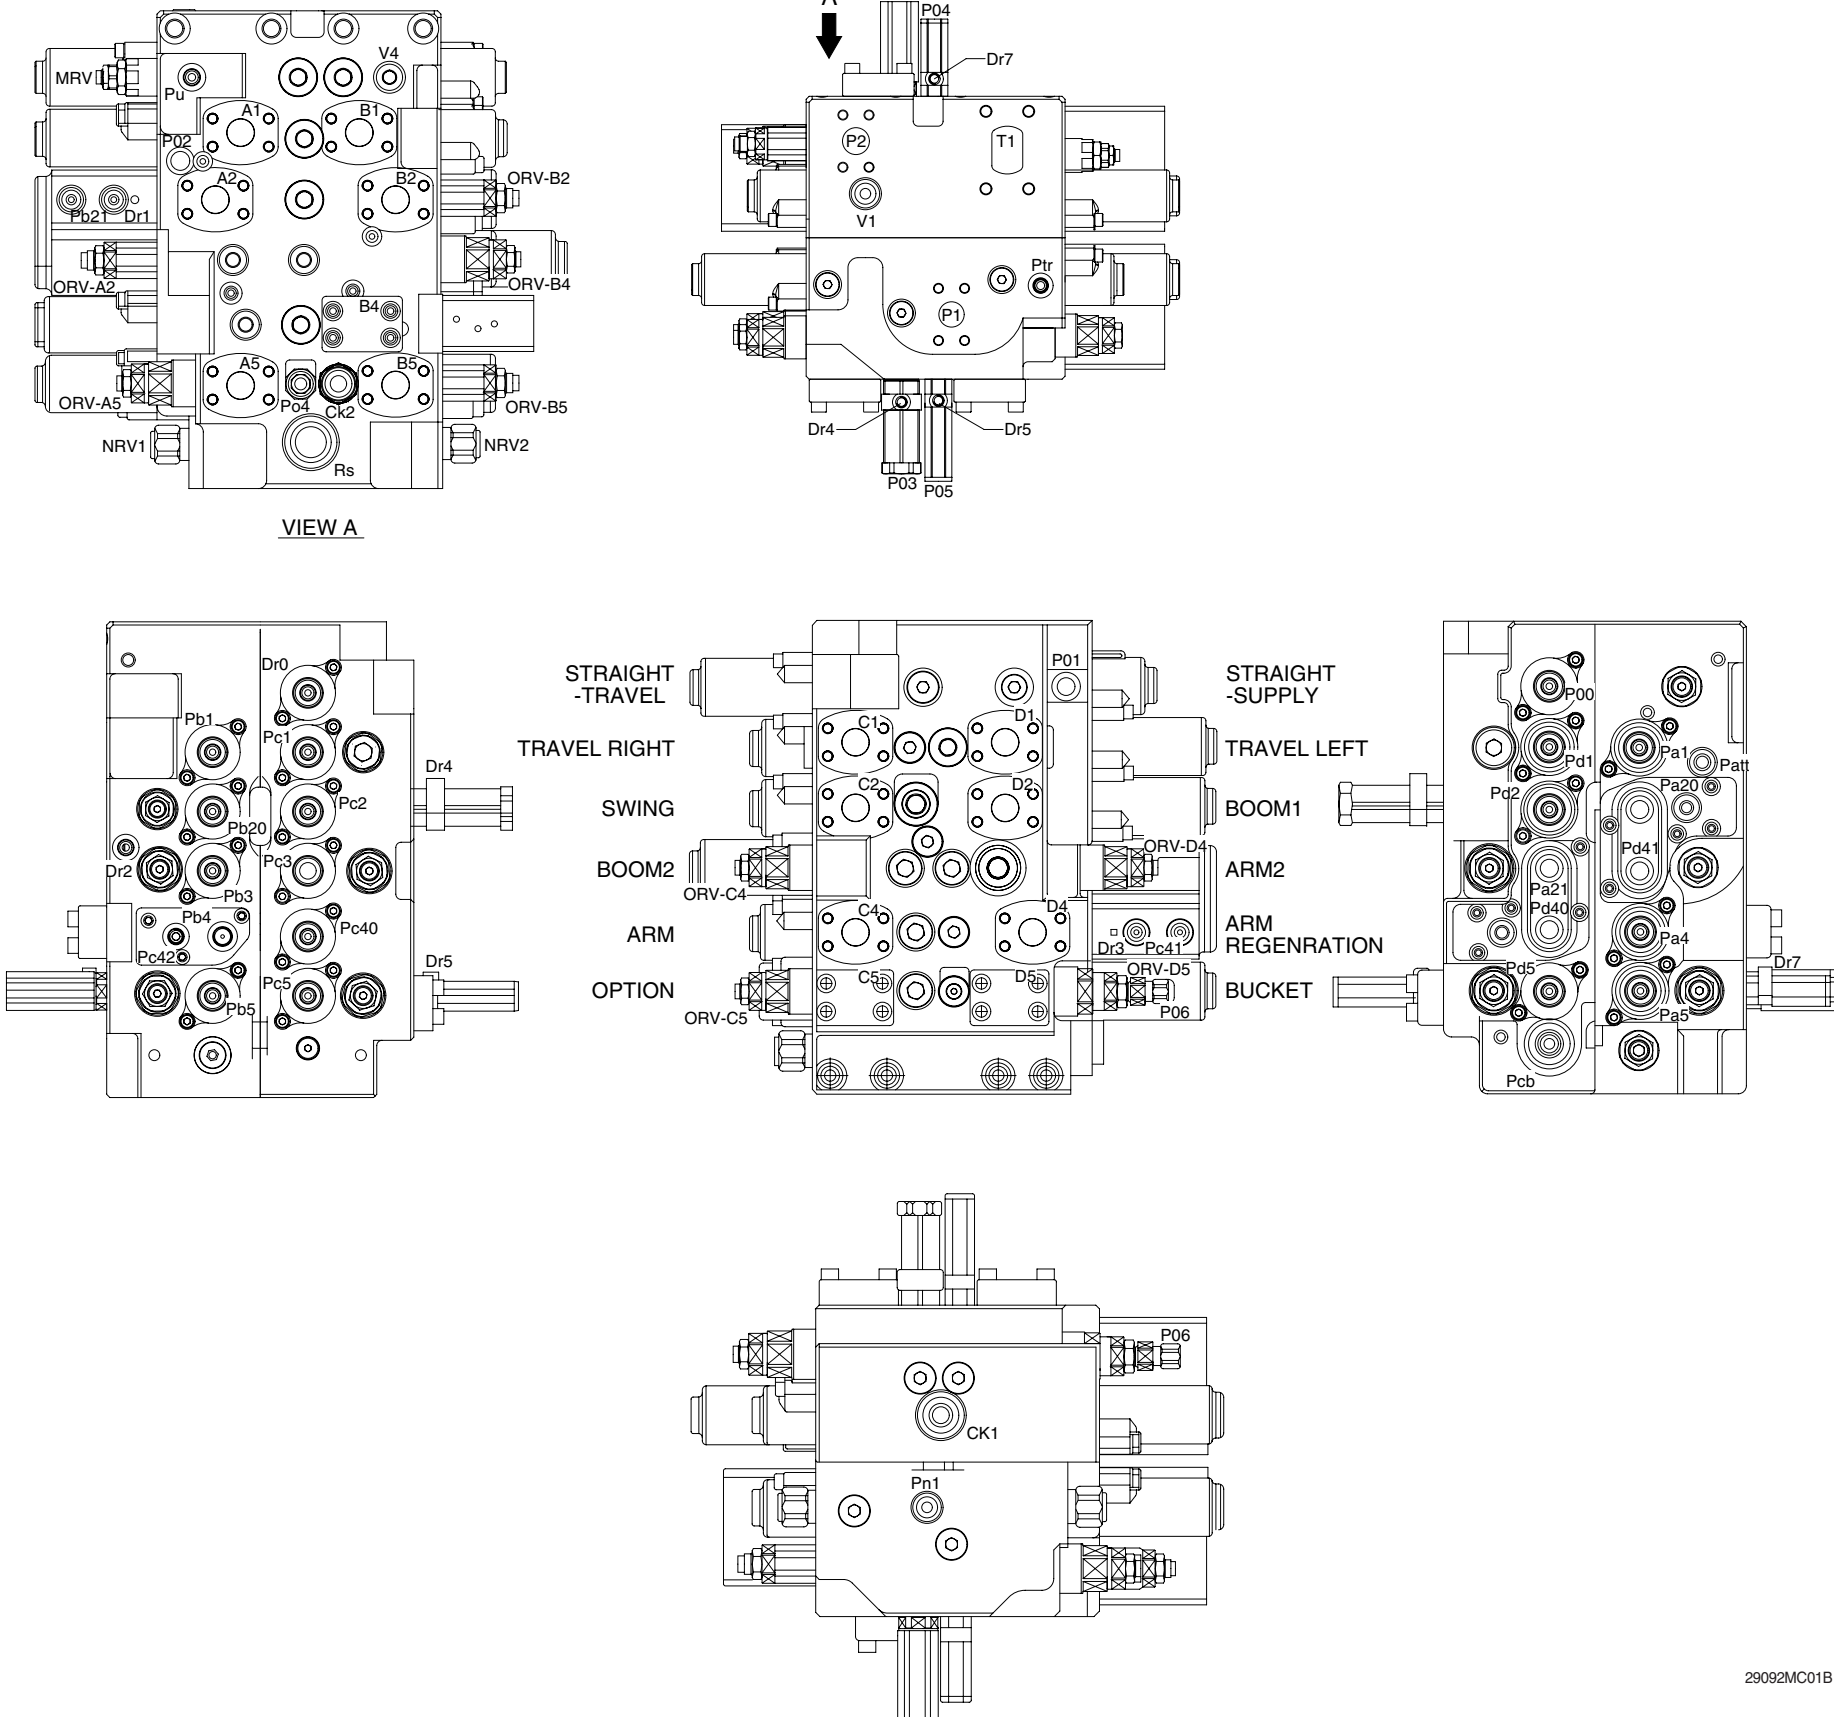 MRV
V4
Pu
A1
B1
P02
A2
B2
ORV-B2
Pb21
Dr1
ORV-A2
ORV-B4
B4
A5
B5
ORV-A5
Po4
Ck2
ORV-B5
NRV1
NRV2
Rs
VIEW A
P04
Dr7
P2
T1
V1
Ptr
P1
Dr4
Dr5
P03
P05
Dr0
Pb1
Pc1
Dr4
Pc2
Pb20
Pc3
Dr2
Pb3
Pb4
Pc40
Pc42
Dr5
Pc5
Pb5
STRAIGHT
-TRAVEL
TRAVEL RIGHT
SWING
BOOM2
ORV-C4
ARM
OPTION
ORV-C5
P01
C1
D1
C2
D2
ORV-D4
C4
D4
Dr3
Pc41
C5
D5
ORV-D5
P06
STRAIGHT
-SUPPLY
TRAVEL LEFT
BOOM1
ARM2
ARM
REGENRATION
BUCKET
P00
Pd1
Pa1
Patt
Pd2
Pa20
Pd41
Pa21
Pd40
Pa4
Pd5
Dr7
Pa5
Pcb
P06
CK1
Pn1
29092MC01B